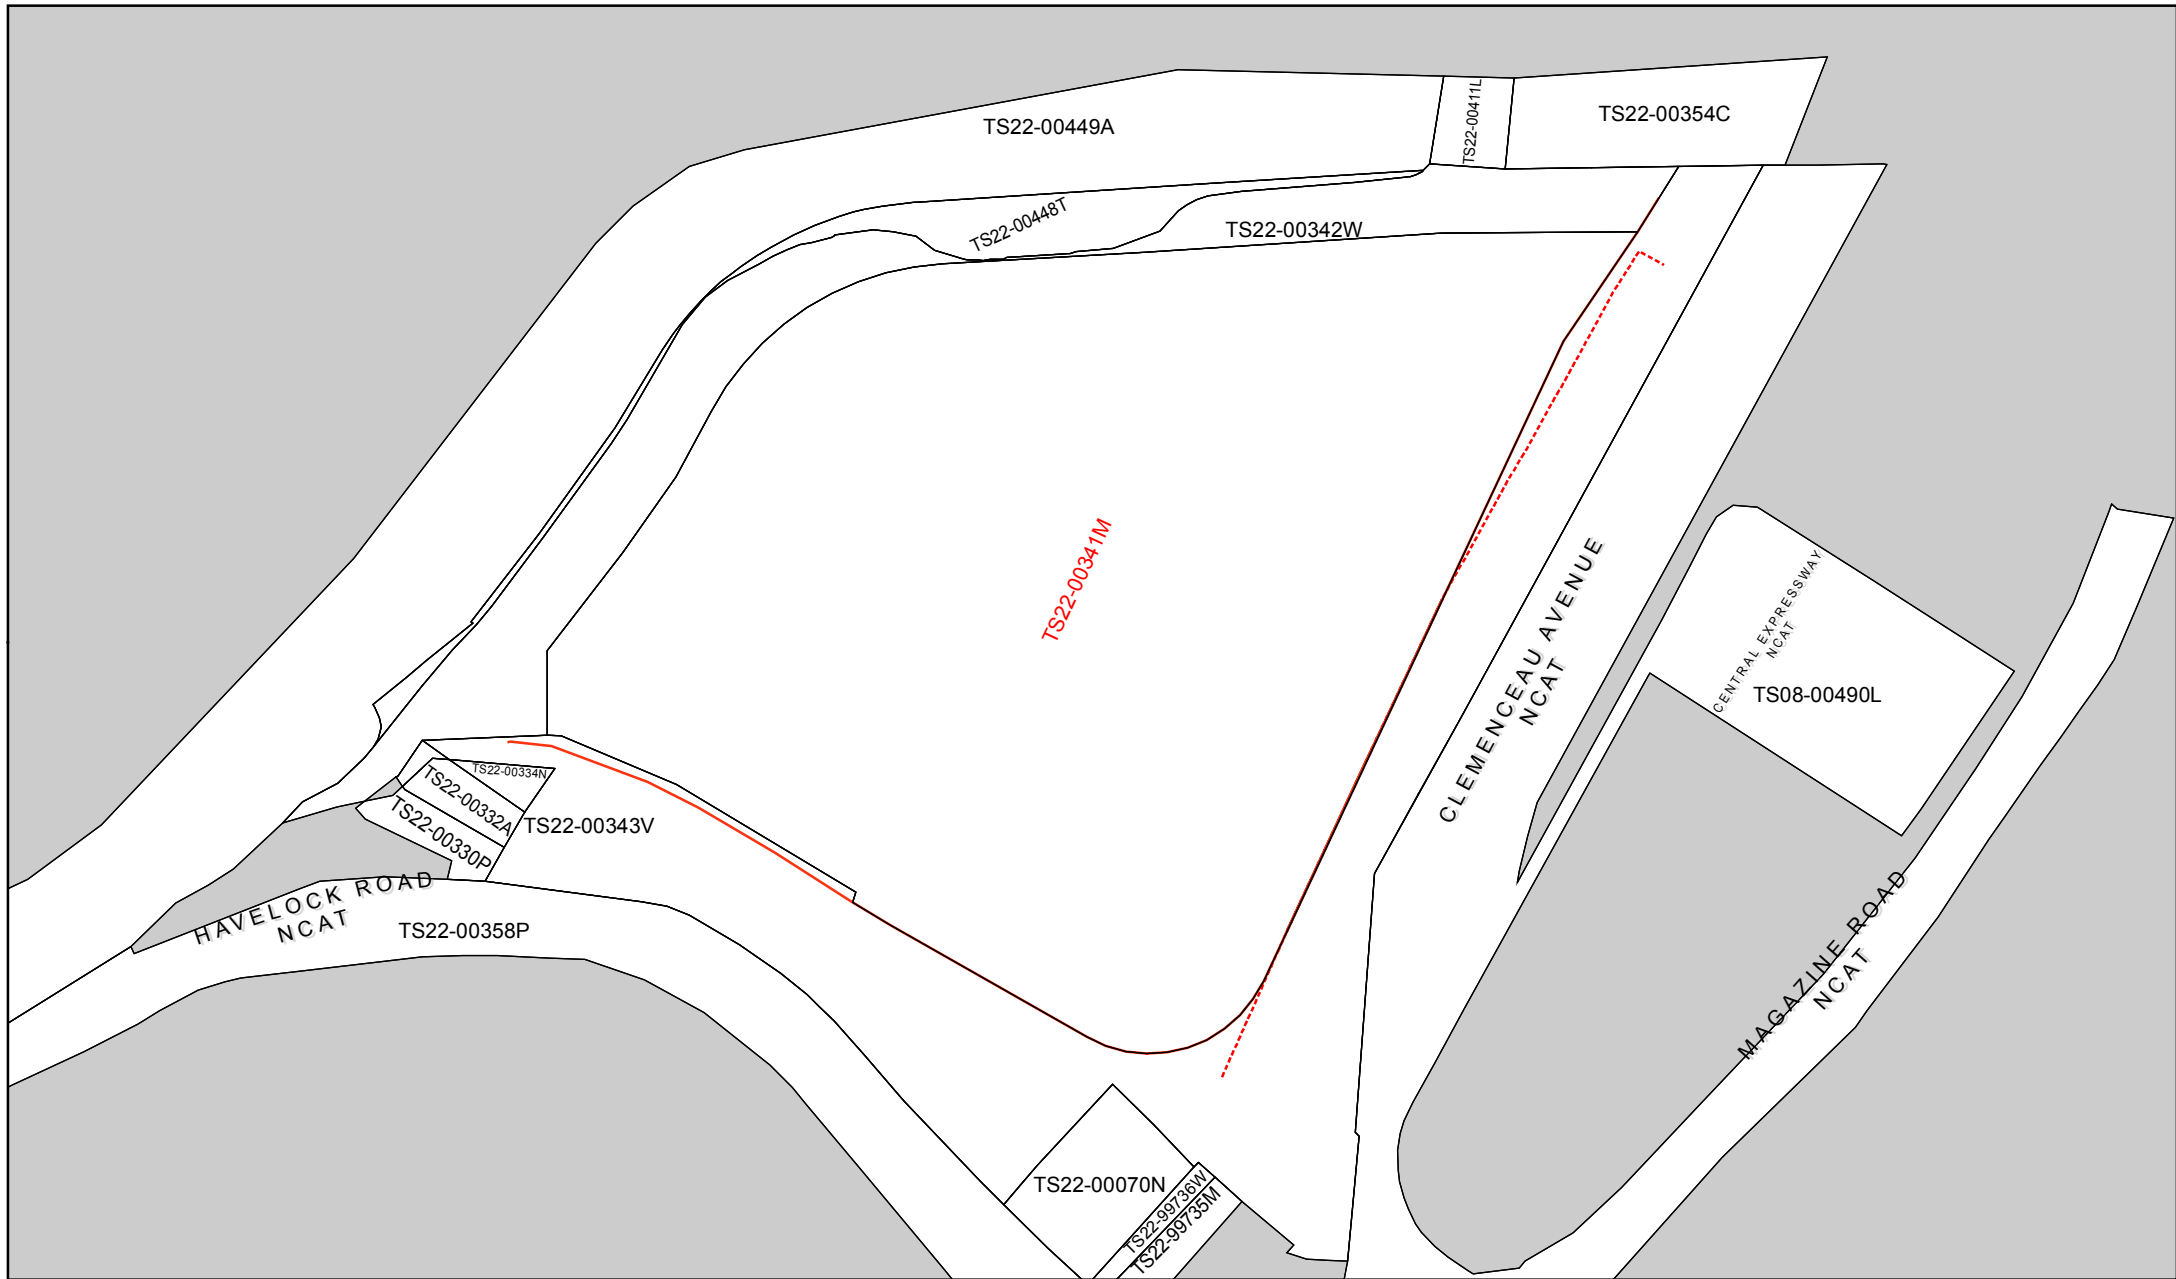 TS22-00449A
TS22-00411L
TS22-00354C
TS22-00448T
TS22-00342W
TS22-00341M
CLEMENCEAU AVENUE
NCAT
CENTRAL EXPRESSWAY
NCAT
TS08-00490L
TS22-00334N
TS22-00332A
TS22-00330P
TS22-00343V
HAVELOCK ROAD
NCAT
TS22-00358P
MAGAZINE ROAD
NCAT
TS22-00070N
TS22-99736W
TS22-99735M